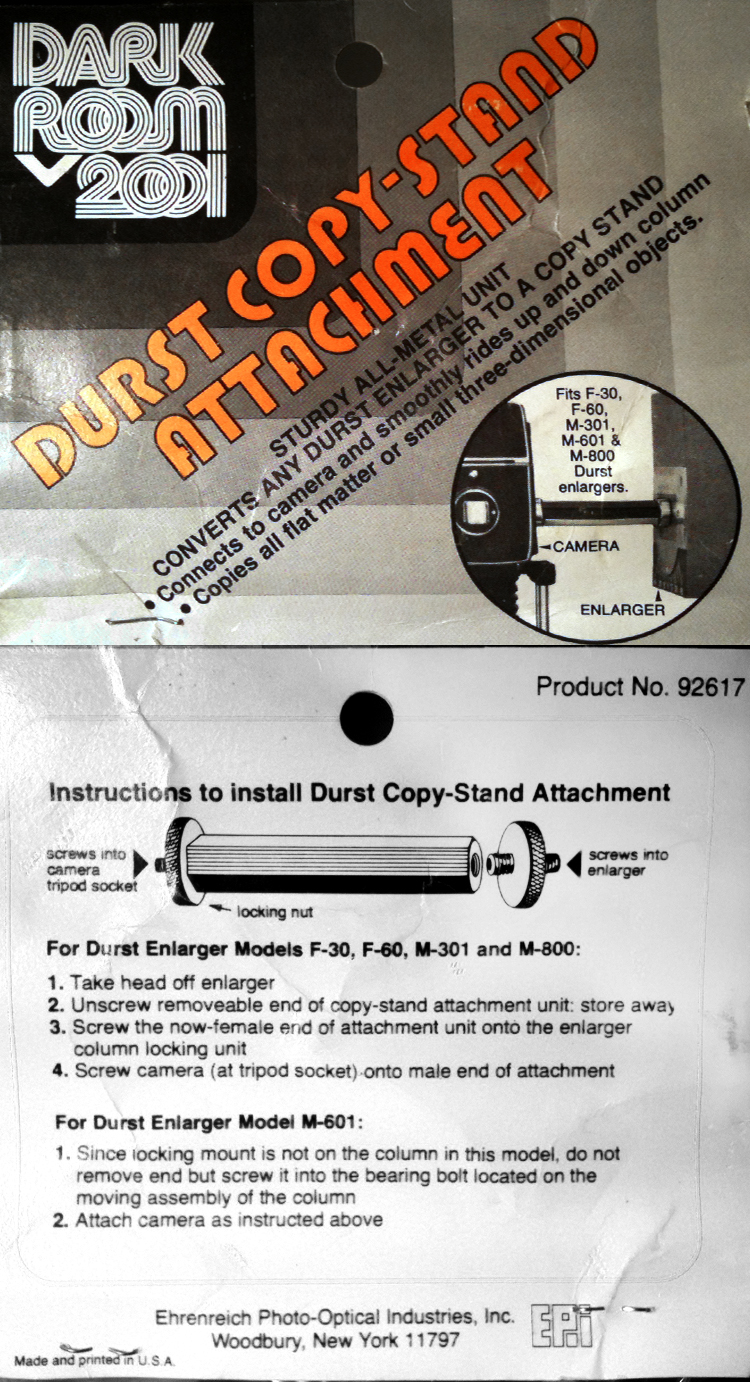 DARK
ROOM
2001
DURST COPY-STAND
ATTACHMENT
STURDY ALL-METAL UNIT
CONVERTS ANY DURST ENLARGER TO A COPY STAND
• Connects to camera and smoothly rides up and down column
• Copies all flat matter or small three-dimensional objects.
Fits F-30,
F-60,
M-301,
M-601 &
M-800
Durst
enlargers.
CAMERA
ENLARGER
Product No. 92617
Instructions to install Durst Copy-Stand Attachment
screws into
camera
tripod socket
screws into
enlarger
locking nut
For Durst Enlarger Models F-30, F-60, M-301 and M-800:
1. Take head off enlarger
2. Unscrew removeable end of copy-stand attachment unit: store away
3. Screw the now-female end of attachment unit onto the enlarger
column locking unit
4. Screw camera (at tripod socket) onto male end of attachment
For Durst Enlarger Model M-601:
1. Since locking mount is not on the column in this model, do not
remove end but screw it into the bearing bolt located on the
moving assembly of the column
2. Attach camera as instructed above
Ehrenreich Photo-Optical Industries, Inc.
Woodbury, New York 11797
EPOI
Made and printed in U.S.A.